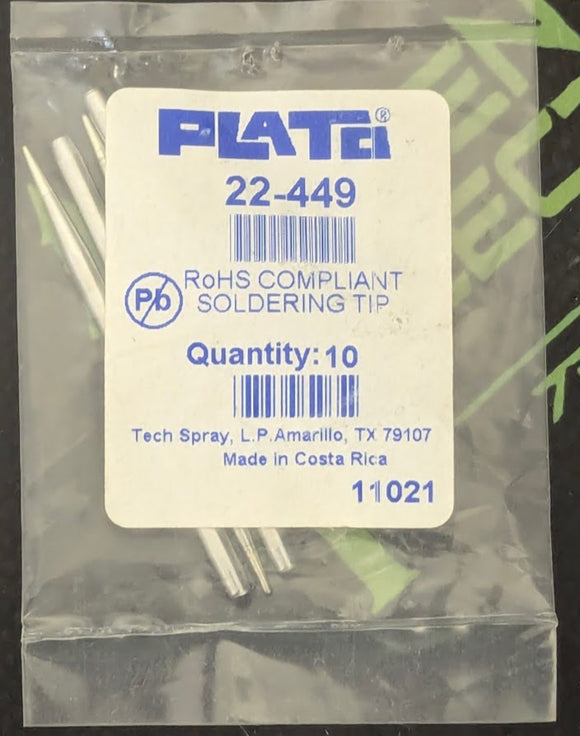 PLATO®
22-449
Pb
RoHS COMPLIANT
SOLDERING TIP
Quantity: 10
Tech Spray, L.P. Amarillo, TX 79107
Made in Costa Rica
11021